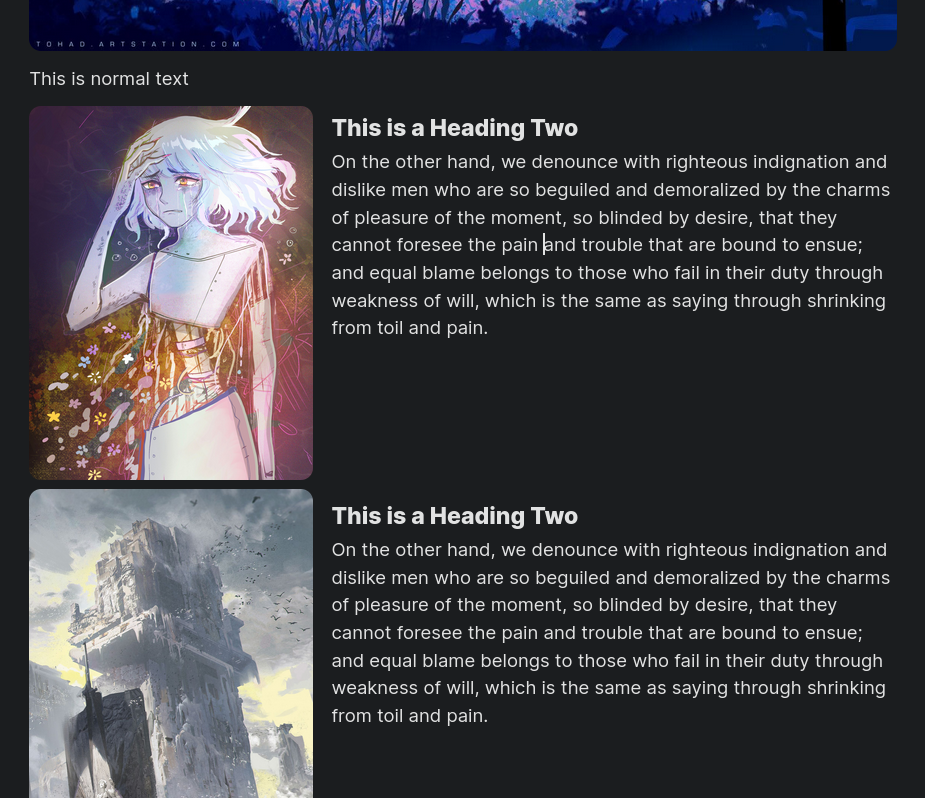 TOHAD.ARTSTATION.COM
This is normal text
This is a Heading Two
On the other hand, we denounce with righteous indignation and
dislike men who are so beguiled and demoralized by the charms
of pleasure of the moment, so blinded by desire, that they
cannot foresee the pain and trouble that are bound to ensue;
and equal blame belongs to those who fail in their duty through
weakness of will, which is the same as saying through shrinking
from toil and pain.
This is a Heading Two
On the other hand, we denounce with righteous indignation and
dislike men who are so beguiled and demoralized by the charms
of pleasure of the moment, so blinded by desire, that they
cannot foresee the pain and trouble that are bound to ensue;
and equal blame belongs to those who fail in their duty through
weakness of will, which is the same as saying through shrinking
from toil and pain.